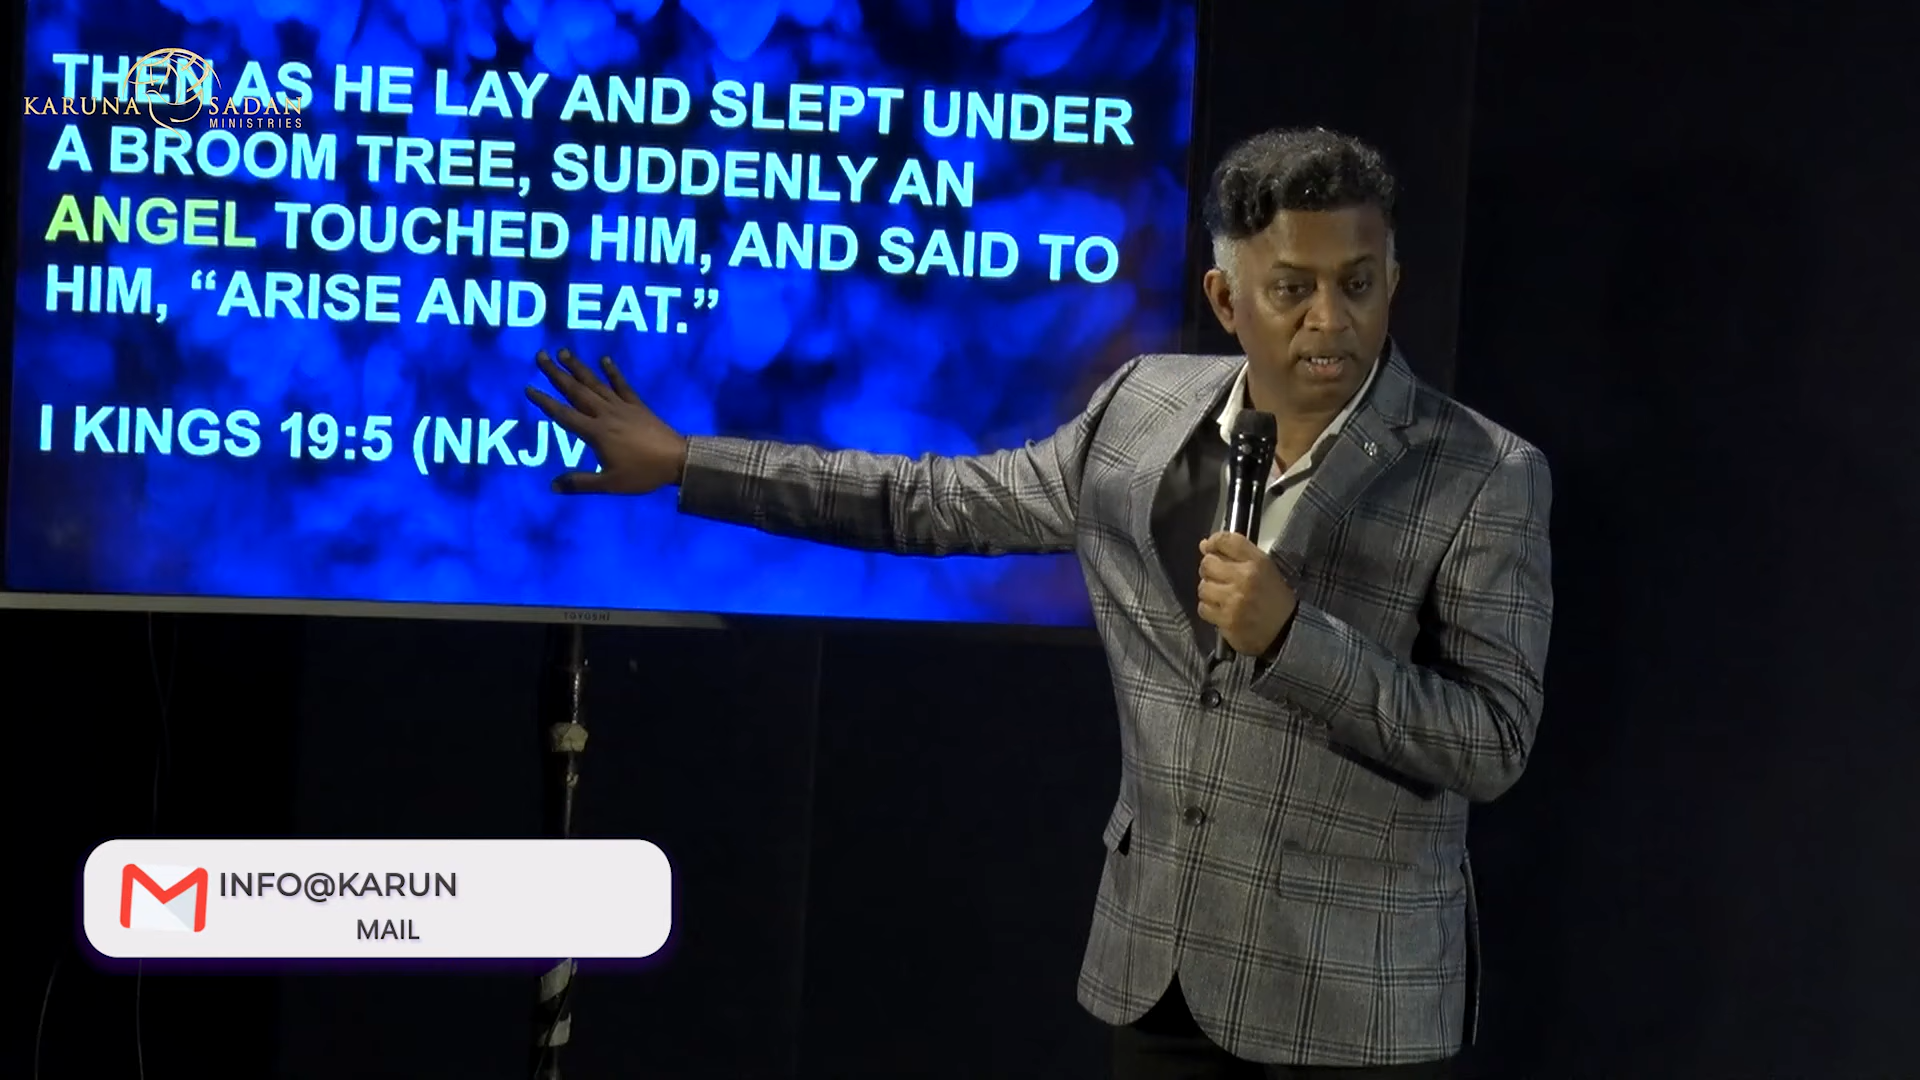 KARUNA SADAN
MINISTRIES
THEN AS HE LAY AND SLEPT UNDER
A BROOM TREE, SUDDENLY AN
ANGEL TOUCHED HIM, AND SAID TO
HIM, “ARISE AND EAT.”
I KINGS 19:5 (NKJV)
TOYOSHI
INFO@KARUN
MAIL